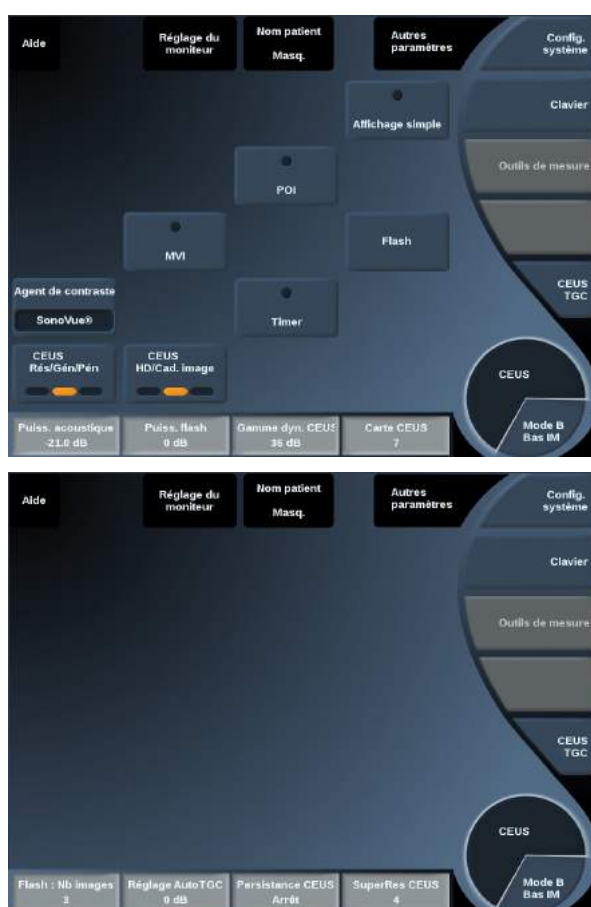 Aide
Réglage du
moniteur
Nom patient
Masq.
Autres
paramètres
Config.
système
Affichage simple
Clavier
POI
Outils de mesure
MVI
Flash
Agent de contraste
SonoVue®
Timer
CEUS
TGC
CEUS
Rés/Gén/Pén
CEUS
HD/Cad. image
CEUS
Mode B
Bas IM
Puiss. acoustique
-21.0 dB
Puiss. flash
0 dB
Gamme dyn. CEUS
36 dB
Carte CEUS
7
Aide
Réglage du
moniteur
Nom patient
Masq.
Autres
paramètres
Config.
système
Clavier
Outils de mesure
CEUS
TGC
CEUS
Mode B
Bas IM
Flash : Nb images
3
Réglage AutoTGC
0 dB
Persistance CEUS
Arrêt
SuperRes CEUS
4